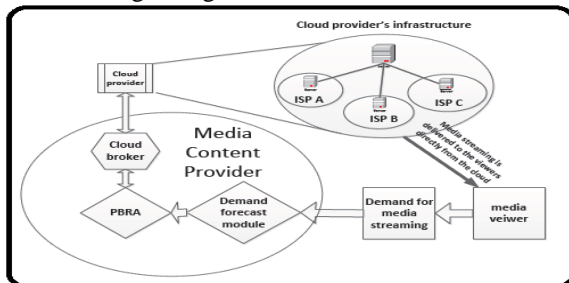 Cloud provider's infrastructure
Cloud
provider
ISP A
ISP B
ISP C
Media streaming is
delivered to the viewers
directly from the cloud
Cloud
broker
Media
Content
Provider
PBRA
Demand
forecast
module
Demand for
media
streaming
media
veiwer